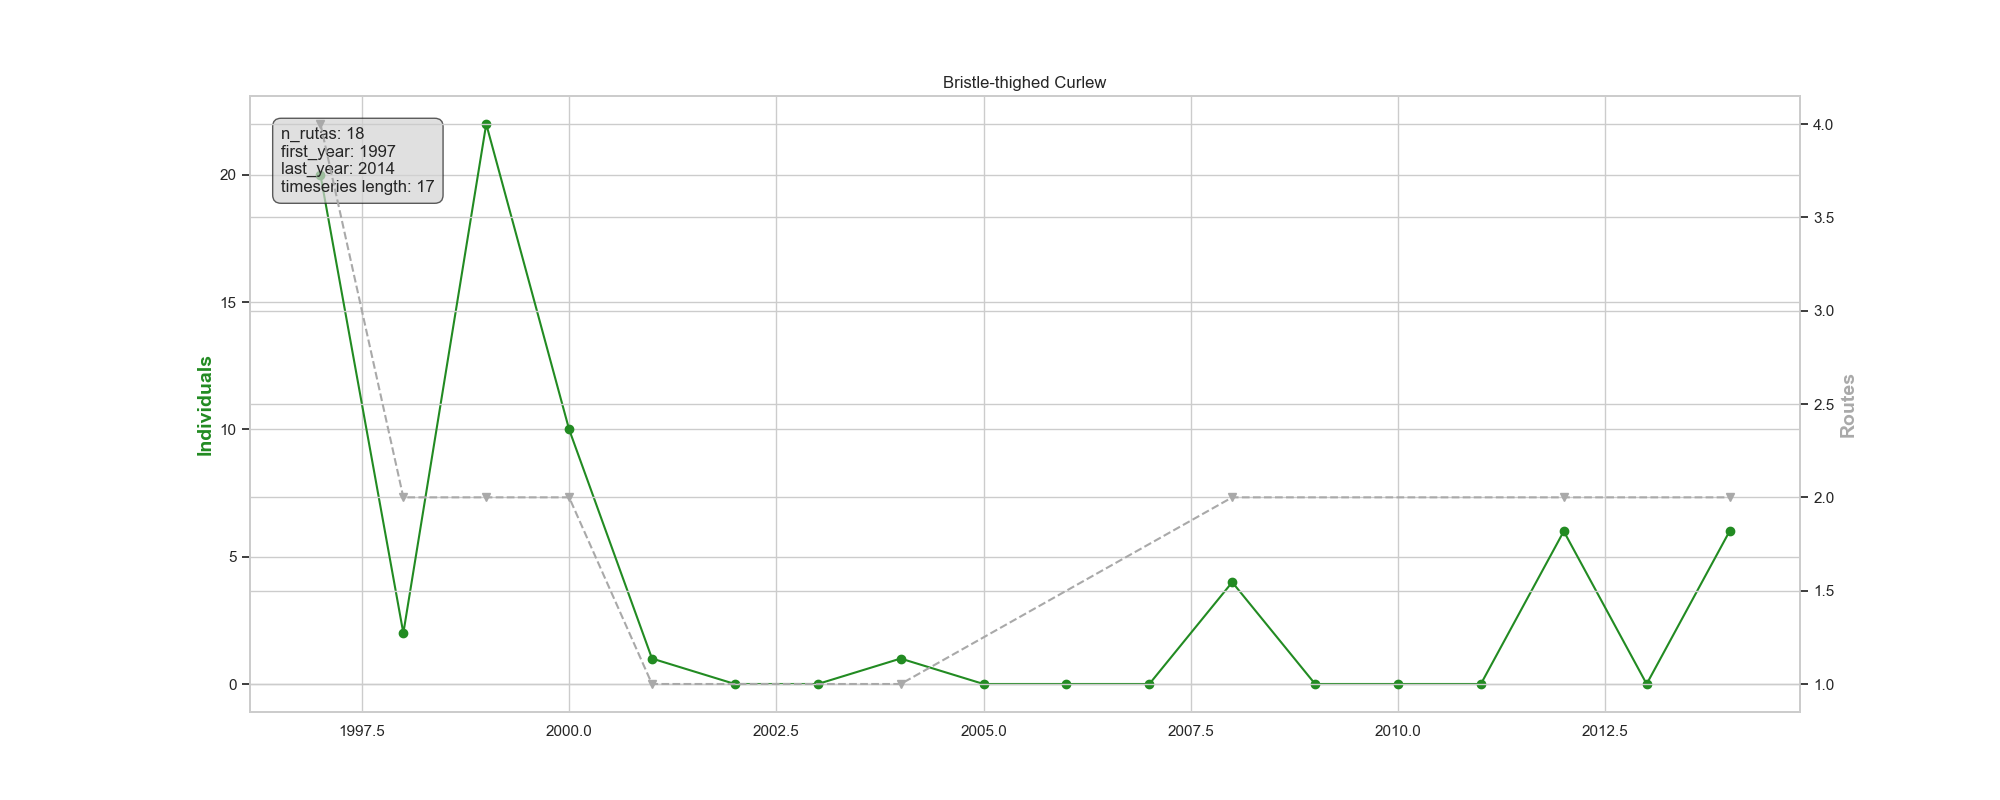 Bristle-thighed Curlew
n_rutas: 18
first_year: 1997
last_year: 2014
timeseries length: 17
20
15
10
5
0
Individuals
4.0
3.5
3.0
2.5
2.0
1.5
1.0
Routes
1997.5 2000.0 2002.5 2005.0 2007.5 2010.0 2012.5